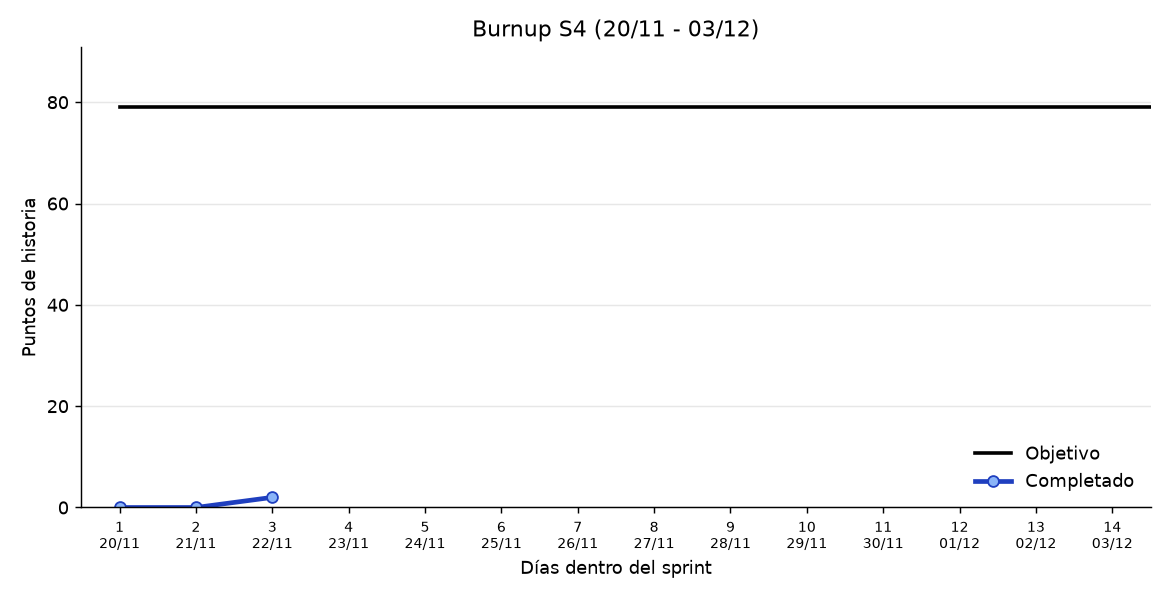 Burnup S4 (20/11 - 03/12)
Puntos de historia
80
60
40
20
0
Objetivo
Completado
1 2 3 4 5 6 7 8 9 10 11 12 13 14
20/11 21/11 22/11 23/11 24/11 25/11 26/11 27/11 28/11 29/11 30/11 01/12 02/12 03/12
Días dentro del sprint